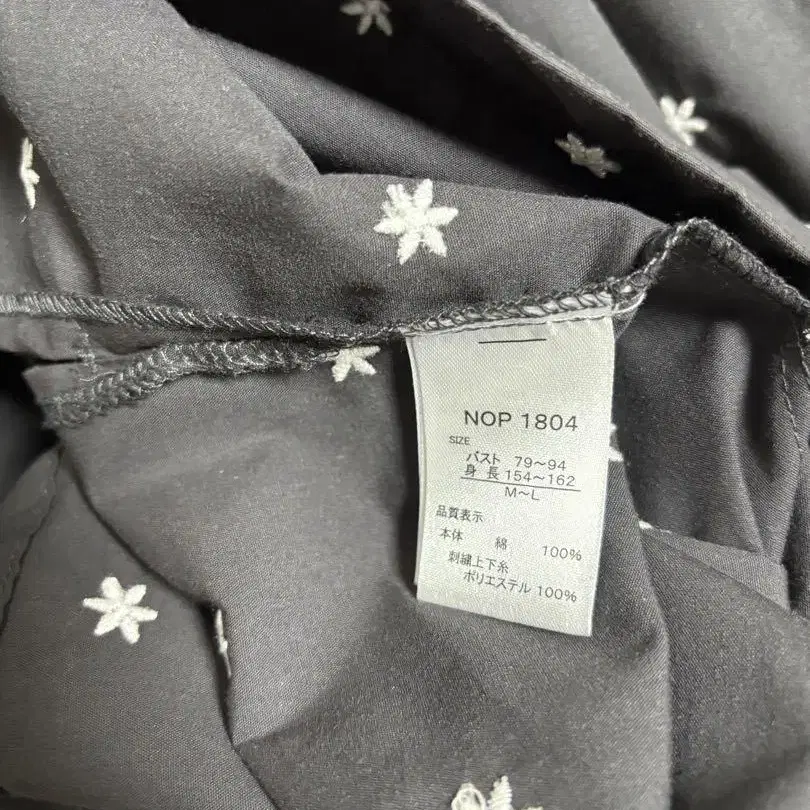 NOP 1804
SIZE
バスト 79～94
身長 154～162
M～L
品質表示
本体 綿 100%
刺繍上下糸
ポリエステル 100%